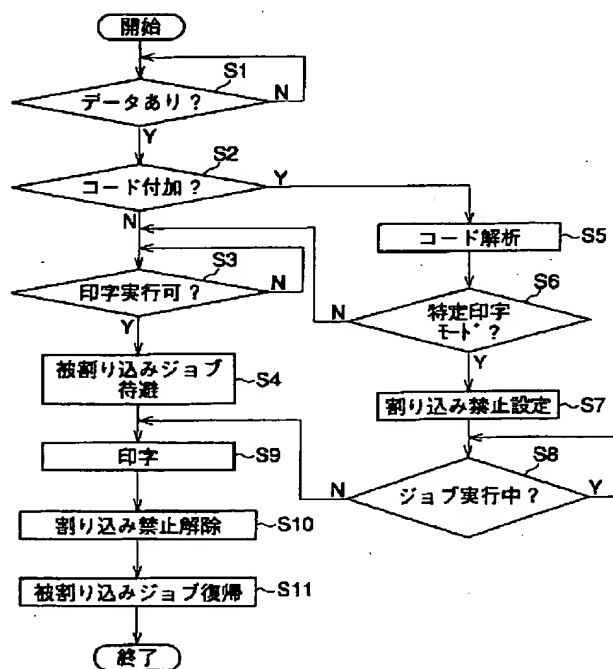 開始
S1
データあり?
N
Y
S2
コード付加?
Y
N
コード解析
S5
S3
印字実行可?
N
Y
S6
特定印字
モード?
N
Y
被割り込みジョブ
待避
S4
割り込み禁止設定
S7
印字
S9
S8
ジョブ実行中?
N
Y
割り込み禁止解除
S10
被割り込みジョブ復帰
S11
終了